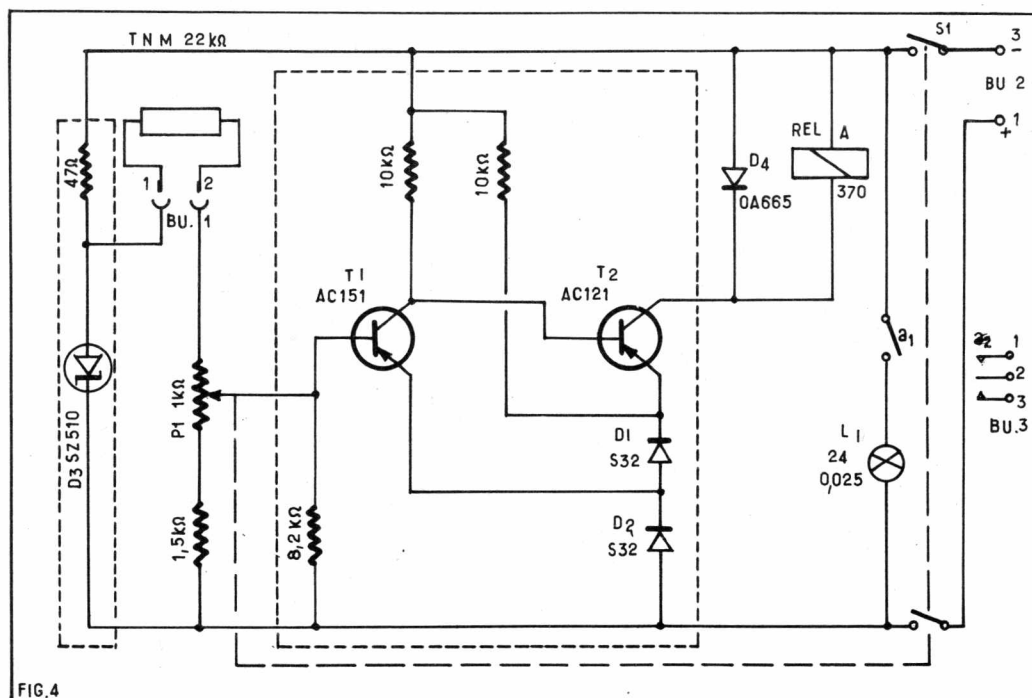 TNM 22kΩ
S1
3
-
BU 2
1
+
47Ω
1
2
BU. 1
10kΩ
10kΩ
D4
OA665
REL A
370
T1
AC151
T2
AC121
a1
a2
1
2
3
BU.3
D3 SZ510
P1 1kΩ
D1
S32
L1
24
0,025
1,5kΩ
8,2kΩ
D2
S32
FIG.4